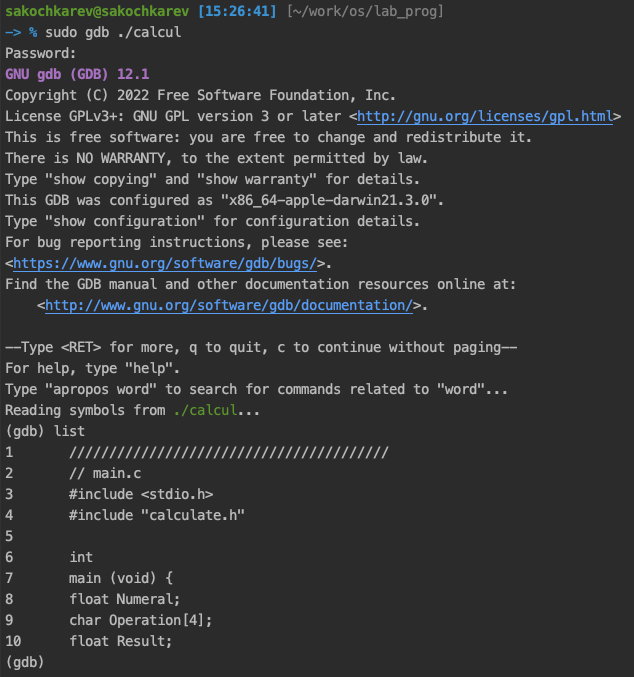 sakochkarev@sakochkarev [15:26:41] [~/work/os/lab_prog]
-> % sudo gdb ./calcul
Password:
GNU gdb (GDB) 12.1
Copyright (C) 2022 Free Software Foundation, Inc.
License GPLv3+: GNU GPL version 3 or later <http://gnu.org/licenses/gpl.html>
This is free software: you are free to change and redistribute it.
There is NO WARRANTY, to the extent permitted by law.
Type "show copying" and "show warranty" for details.
This GDB was configured as "x86_64-apple-darwin21.3.0".
Type "show configuration" for configuration details.
For bug reporting instructions, please see:
<https://www.gnu.org/software/gdb/bugs/>.
Find the GDB manual and other documentation resources online at:
    <http://www.gnu.org/software/gdb/documentation/>.
--Type <RET> for more, q to quit, c to continue without paging--
For help, type "help".
Type "apropos word" to search for commands related to "word"...
Reading symbols from ./calcul...
(gdb) list
1       ////////////////////////////////////////
2       // main.c
3       #include <stdio.h>
4       #include "calculate.h"
5
6       int
7       main (void) {
8       float Numeral;
9       char Operation[4];
10      float Result;
(gdb)